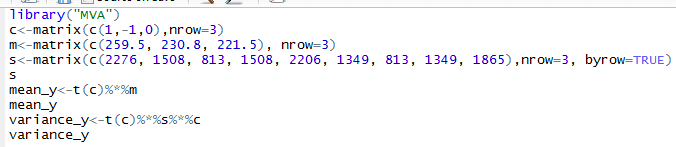 library("MVA")
c<-matrix(c(1,-1,0),nrow=3)
m<-matrix(c(259.5, 230.8, 221.5), nrow=3)
s<-matrix(c(2276, 1508, 813, 1508, 2206, 1349, 813, 1349, 1865),nrow=3, byrow=TRUE)
s
mean_y<-t(c)%*%m
mean_y
variance_y<-t(c)%*%s%*%c
variance_y